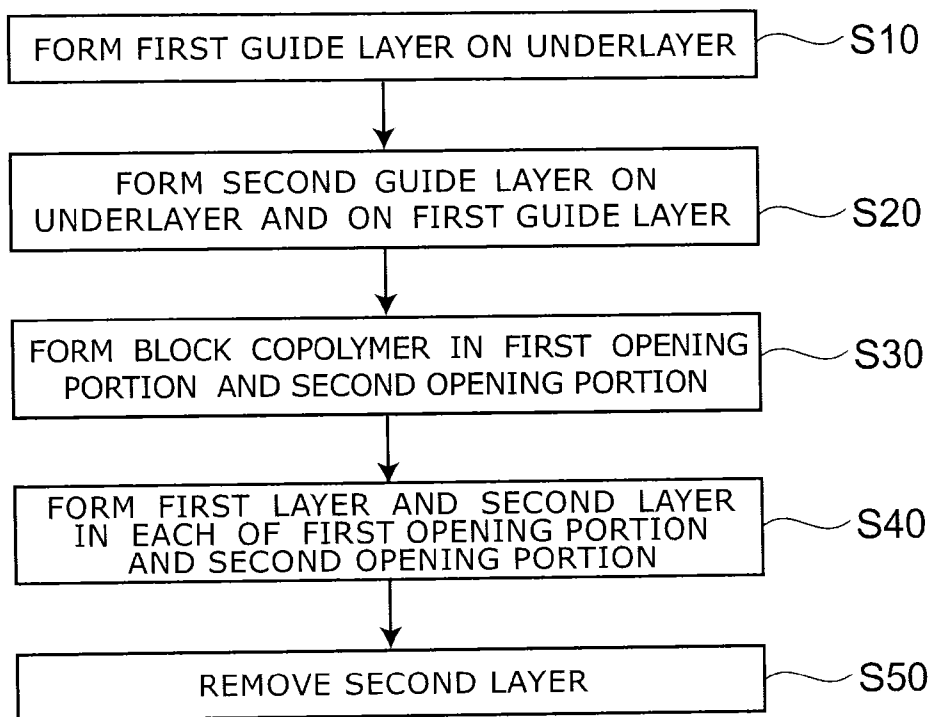 FORM FIRST GUIDE LAYER ON UNDERLAYER
S10
FORM SECOND GUIDE LAYER ON
UNDERLAYER AND ON FIRST GUIDE LAYER
S20
FORM BLOCK COPOLYMER IN FIRST OPENING
PORTION AND SECOND OPENING PORTION
S30
FORM FIRST LAYER AND SECOND LAYER
IN EACH OF FIRST OPENING PORTION
AND SECOND OPENING PORTION
S40
REMOVE SECOND LAYER
S50